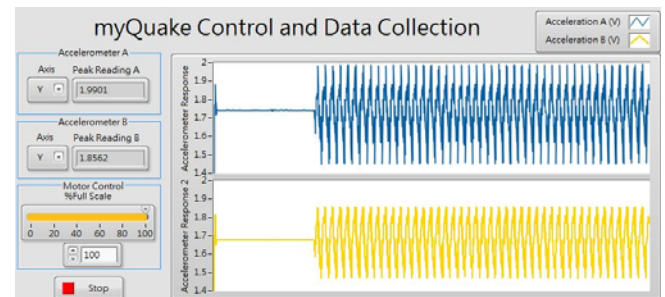 myQuake Control and Data Collection
Acceleration A (V)
Acceleration B (V)
Accelerometer A
Axis Peak Reading A
Y 1.9901
Accelerometer B
Axis Peak Reading B
Y 1.8562
Motor Control
%Full Scale
0 20 40 60 80 100
100
Stop
Accelerometer Response
2
1.9
1.8
1.7
1.6
1.5
1.4
Accelerometer Response 2
2
1.9
1.8
1.7
1.6
1.5
1.4